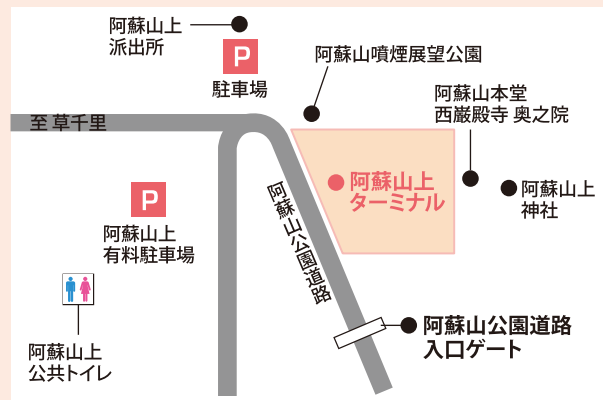 阿蘇山上
派出所
P
駐車場
阿蘇山噴煙展望公園
阿蘇山本堂
西巌殿寺 奥之院
至 草千里
阿蘇山上
ターミナル
阿蘇山上
神社
P
阿蘇山上
有料駐車場
阿蘇山公園道路
阿蘇山公園道路
入口ゲート
阿蘇山上
公共トイレ